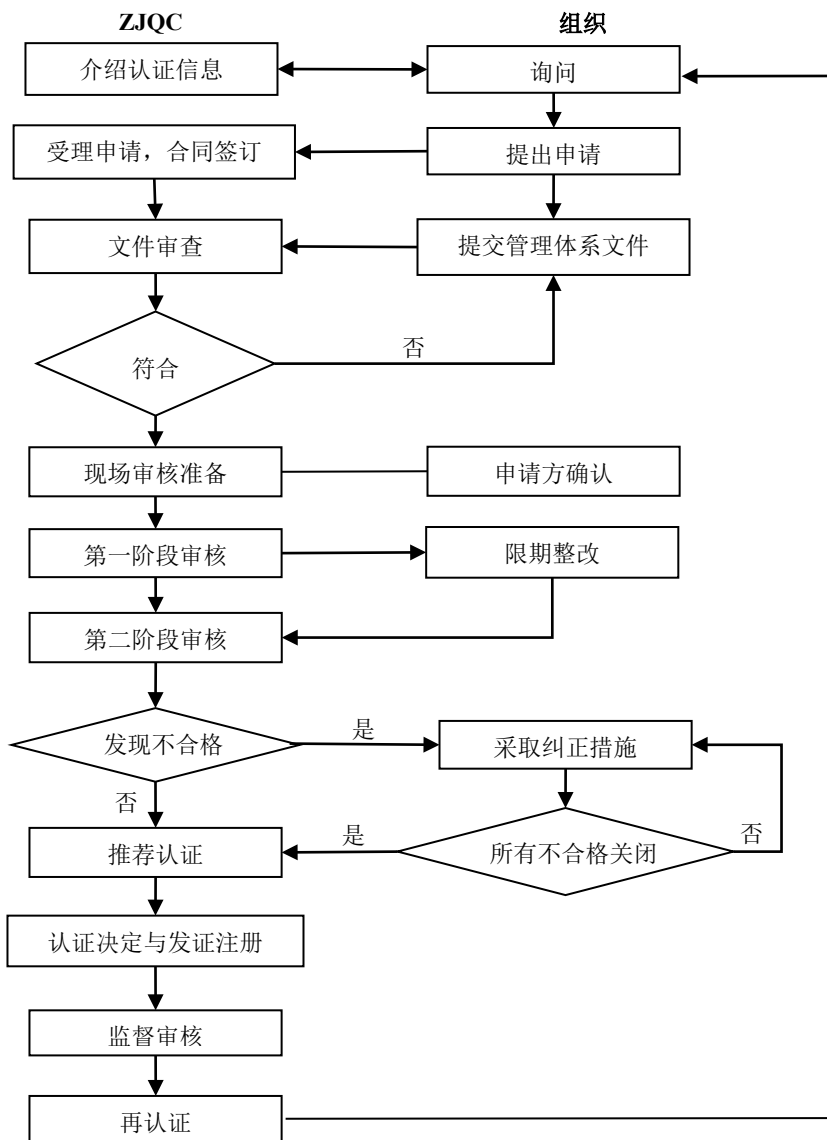 ZJQC
组织
介绍认证信息
询问
受理申请，合同签订
提出申请
文件审查
提交管理体系文件
符合
否
现场审核准备
申请方确认
第一阶段审核
限期整改
第二阶段审核
发现不合格
是
采取纠正措施
否
推荐认证
是
所有不合格关闭
否
认证决定与发证注册
监督审核
再认证